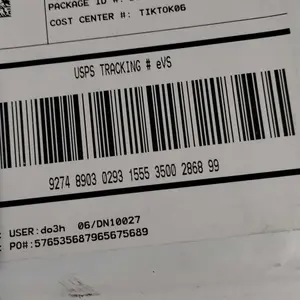 PACKAGE ID #:
COST CENTER #: TIKTOK06
USPS TRACKING # eVS
9274 8903 0293 1555 3500 2868 99
USER:do3h 06/DN10027
PO#:576535687965675689